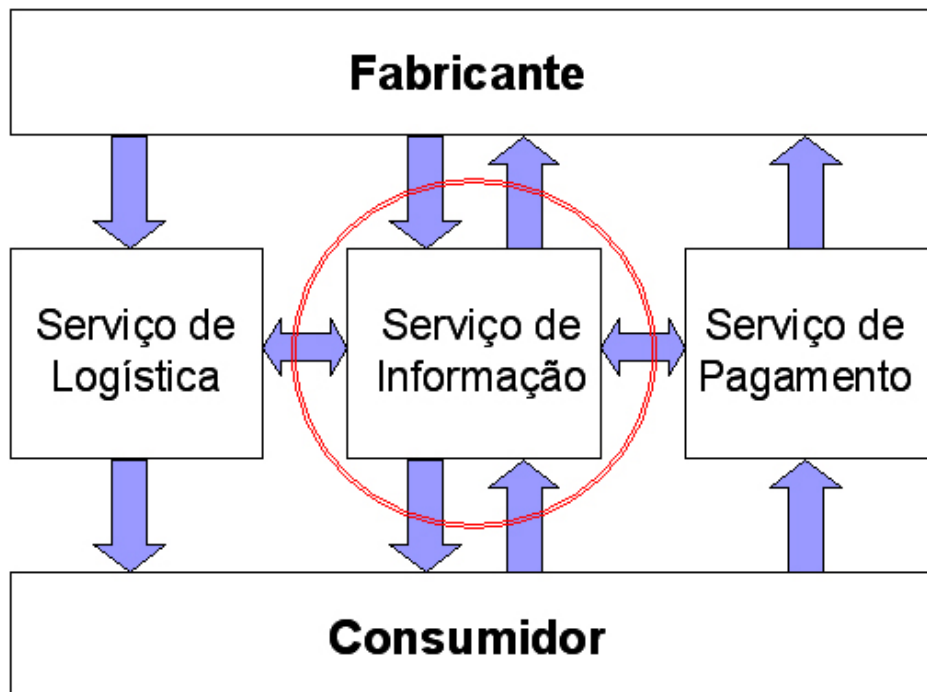 Fabricante
Serviço de
Logística
Serviço de
Informação
Serviço de
Pagamento
Consumidor